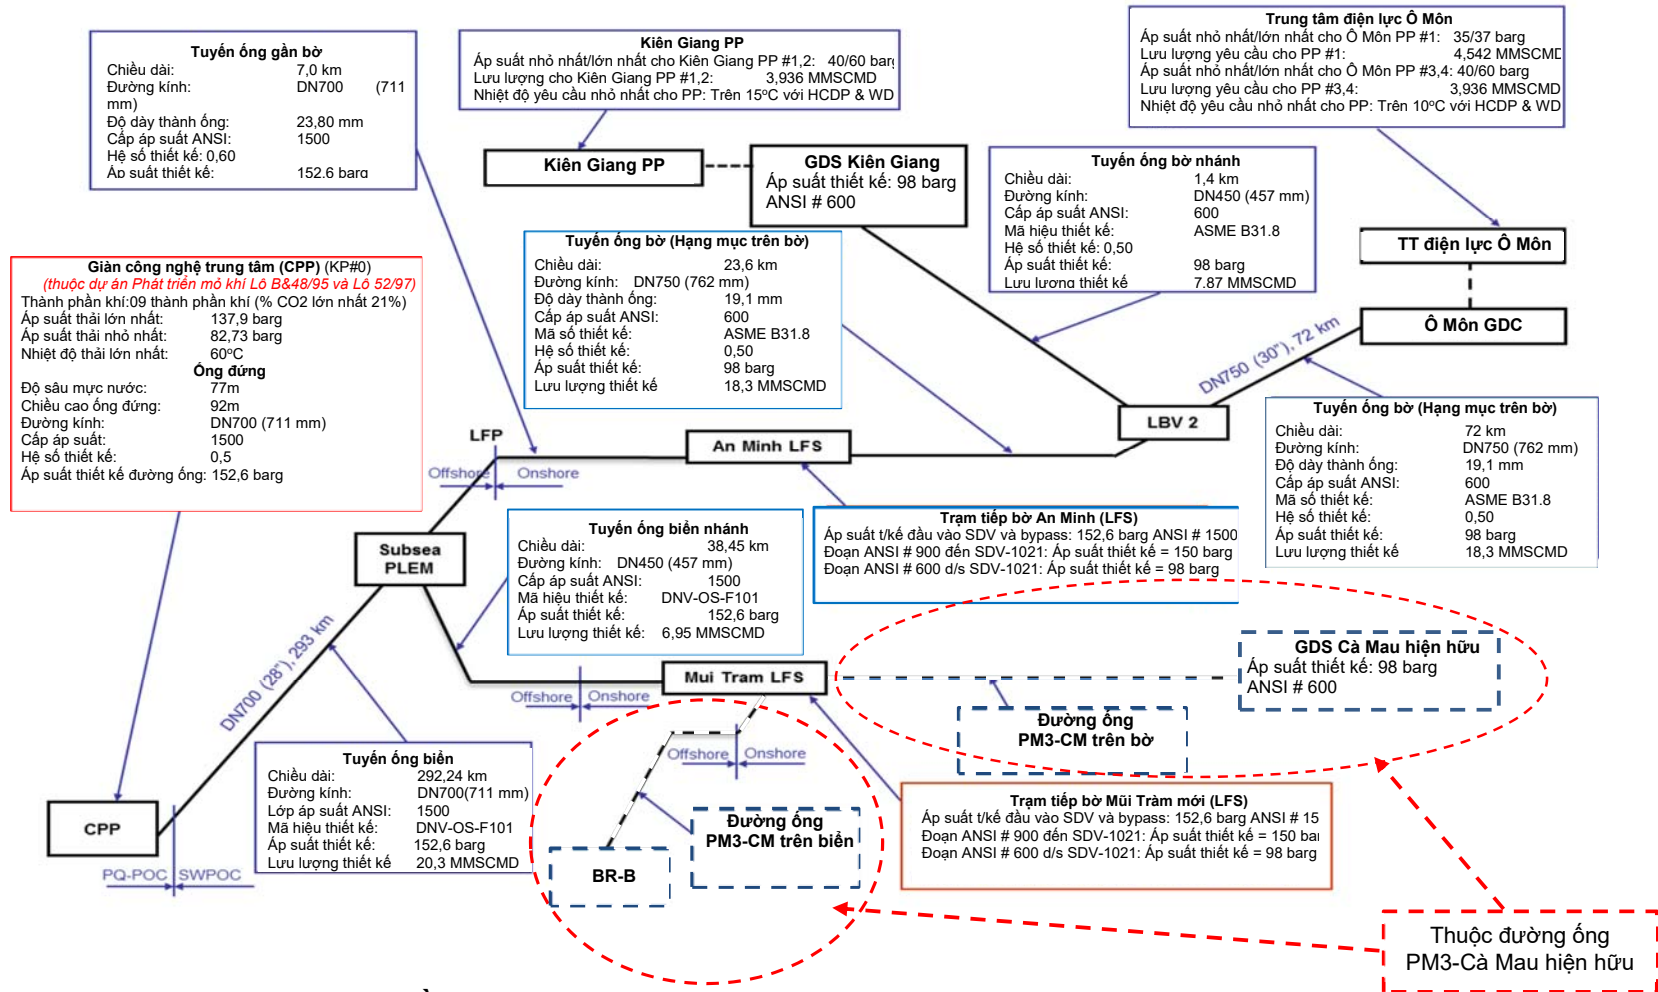 Tuyến ống gần bờ
Chiều dài: 7,0 km
Đường kính: DN700 (711
mm)
Độ dày thành ống: 23,80 mm
Cấp áp suất ANSI: 1500
Hệ số thiết kế: 0,60
Áp suất thiết kế: 152.6 barg
Kiên Giang PP
Áp suất nhỏ nhất/lớn nhất cho Kiên Giang PP #1,2: 40/60 barg
Lưu lượng cho Kiên Giang PP #1,2: 3,936 MMSCMD
Nhiệt độ yêu cầu nhỏ nhất cho PP: Trên 15ºC với HCDP & WD
Trung tâm điện lực Ô Môn
Áp suất nhỏ nhất/lớn nhất cho Ô Môn PP #1: 35/37 barg
Lưu lượng yêu cầu cho PP #1: 4,542 MMSCMD
Áp suất nhỏ nhất/lớn nhất cho Ô Môn PP #3,4: 40/60 barg
Lưu lượng yêu cầu cho PP #3,4: 3,936 MMSCMD
Nhiệt độ yêu cầu nhỏ nhất cho PP: Trên 10ºC với HCDP & WD
Kiên Giang PP
GDS Kiên Giang
Áp suất thiết kế: 98 barg
ANSI # 600
Tuyến ống bờ nhánh
Chiều dài: 1,4 km
Đường kính: DN450 (457 mm)
Cấp áp suất ANSI: 600
Mã hiệu thiết kế: ASME B31.8
Hệ số thiết kế: 0,50
Áp suất thiết kế: 98 barg
Lưu lượng thiết kế 7.87 MMSCMD
TT điện lực Ô Môn
Ô Môn GDC
Giàn công nghệ trung tâm (CPP) (KP#0)
(thuộc dự án Phát triển mỏ khí Lô B&48/95 và Lô 52/97)
Thành phần khí:09 thành phần khí (% CO2 lớn nhất 21%)
Áp suất thải lớn nhất: 137,9 barg
Áp suất thải nhỏ nhất: 82,73 barg
Nhiệt độ thải lớn nhất: 60ºC
Ống đứng
Độ sâu mực nước: 77m
Chiều cao ống đứng: 92m
Đường kính: DN700 (711 mm)
Cấp áp suất: 1500
Hệ số thiết kế: 0,5
Áp suất thiết kế đường ống: 152,6 barg
Tuyến ống bờ (Hạng mục trên bờ)
Chiều dài: 23,6 km
Đường kính: DN750 (762 mm)
Độ dày thành ống: 19,1 mm
Cấp áp suất ANSI: 600
Mã số thiết kế: ASME B31.8
Hệ số thiết kế: 0,50
Áp suất thiết kế: 98 barg
Lưu lượng thiết kế 18,3 MMSCMD
DN750 (30"), 72 km
LBV 2
Tuyến ống bờ (Hạng mục trên bờ)
Chiều dài: 72 km
Đường kính: DN750 (762 mm)
Độ dày thành ống: 19,1 mm
Cấp áp suất ANSI: 600
Mã số thiết kế: ASME B31.8
Hệ số thiết kế: 0,50
Áp suất thiết kế: 98 barg
Lưu lượng thiết kế 18,3 MMSCMD
LFP
Offshore Onshore
An Minh LFS
Trạm tiếp bờ An Minh (LFS)
Áp suất t/kế đầu vào SDV và bypass: 152,6 barg ANSI # 1500
Đoạn ANSI # 900 đến SDV-1021: Áp suất thiết kế = 150 barg
Đoạn ANSI # 600 d/s SDV-1021: Áp suất thiết kế = 98 barg
Subsea
PLEM
Tuyến ống biển nhánh
Chiều dài: 38,45 km
Đường kính: DN450 (457 mm)
Cấp áp suất ANSI: 1500
Mã hiệu thiết kế: DNV-OS-F101
Áp suất thiết kế: 152,6 barg
Lưu lượng thiết kế: 6,95 MMSCMD
DN700 (28"), 293 km
Offshore Onshore
Mui Tram LFS
GDS Cà Mau hiện hữu
Áp suất thiết kế: 98 barg
ANSI # 600
Đường ống
PM3-CM trên bờ
Offshore Onshore
Tuyến ống biển
Chiều dài: 292,24 km
Đường kính: DN700(711 mm)
Lớp áp suất ANSI: 1500
Mã hiệu thiết kế: DNV-OS-F101
Áp suất thiết kế: 152,6 barg
Lưu lượng thiết kế 20,3 MMSCMD
CPP
PQ-POC SWPOC
Đường ống
PM3-CM trên biển
BR-B
Trạm tiếp bờ Mũi Tràm mới (LFS)
Áp suất t/kế đầu vào SDV và bypass: 152,6 barg ANSI # 15
Đoạn ANSI # 900 đến SDV-1021: Áp suất thiết kế = 150 bar
Đoạn ANSI # 600 d/s SDV-1021: Áp suất thiết kế = 98 barg
Thuộc đường ống
PM3-Cà Mau hiện hữu